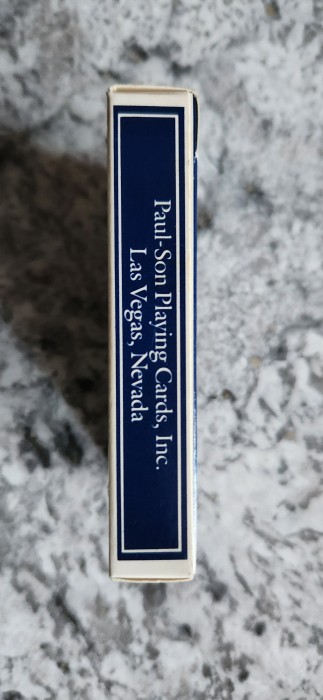 Paul-Son Playing Cards, Inc.
Las Vegas, Nevada